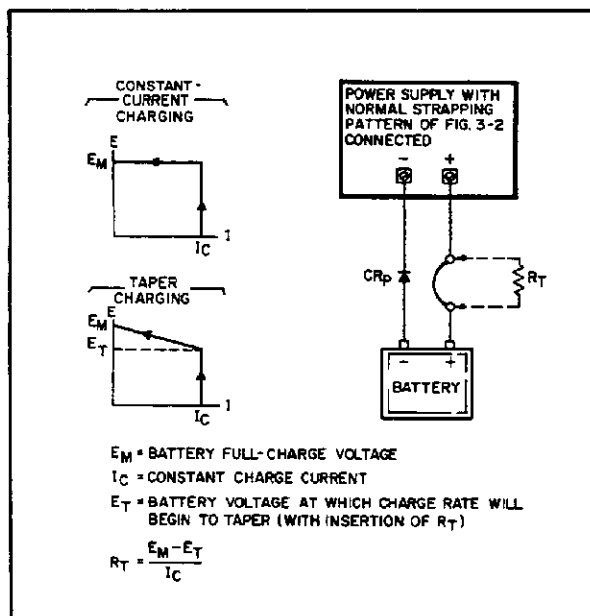 CONSTANT-
CURRENT
CHARGING
E
EM
IC
I
TAPER
CHARGING
E
EM
ET
IC
I
POWER SUPPLY WITH
NORMAL STRAPPING
PATTERN OF FIG. 3-2
CONNECTED
- +
CRP
RT
- +
BATTERY
EM = BATTERY FULL-CHARGE VOLTAGE
IC = CONSTANT CHARGE CURRENT
ET = BATTERY VOLTAGE AT WHICH CHARGE RATE WILL
BEGIN TO TAPER (WITH INSERTION OF RT)
RT = EM-ET
IC